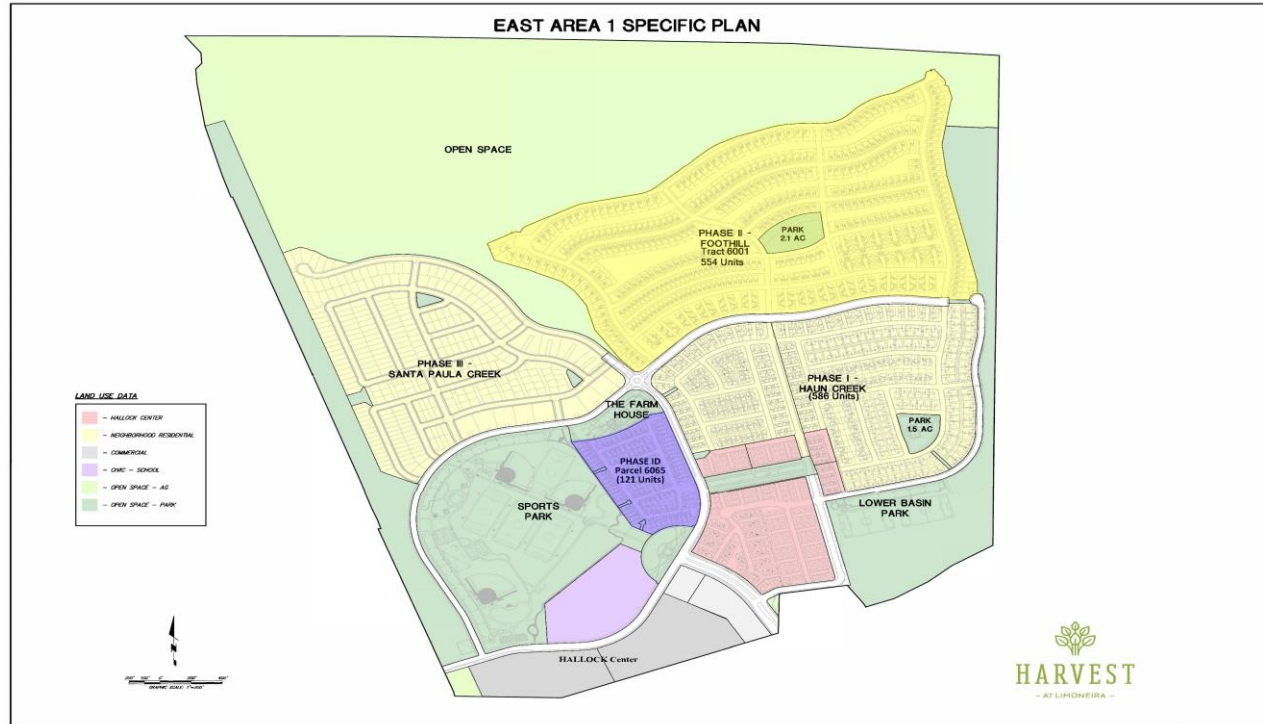 EAST AREA 1 SPECIFIC PLAN
OPEN SPACE
PHASE II -
FOOTHILL
Tract 6001
554 Units
PARK
2.1 AC
PHASE III -
SANTA PAULA CREEK
PHASE I -
HAUN CREEK
(586 Units)
PARK
1.5 AC
THE FARM
HOUSE
PHASE ID
Parcel 6065
(121 Units)
SPORTS
PARK
LOWER BASIN
PARK
LAND USE DATA
- HALLOCK CENTER
- NEIGHBORHOOD RESIDENTIAL
- COMMERCIAL
- CIVIC - SCHOOL
- OPEN SPACE - AG
- OPEN SPACE - PARK
HALLOCK Center
HARVEST
- AT LIMONEIRA -